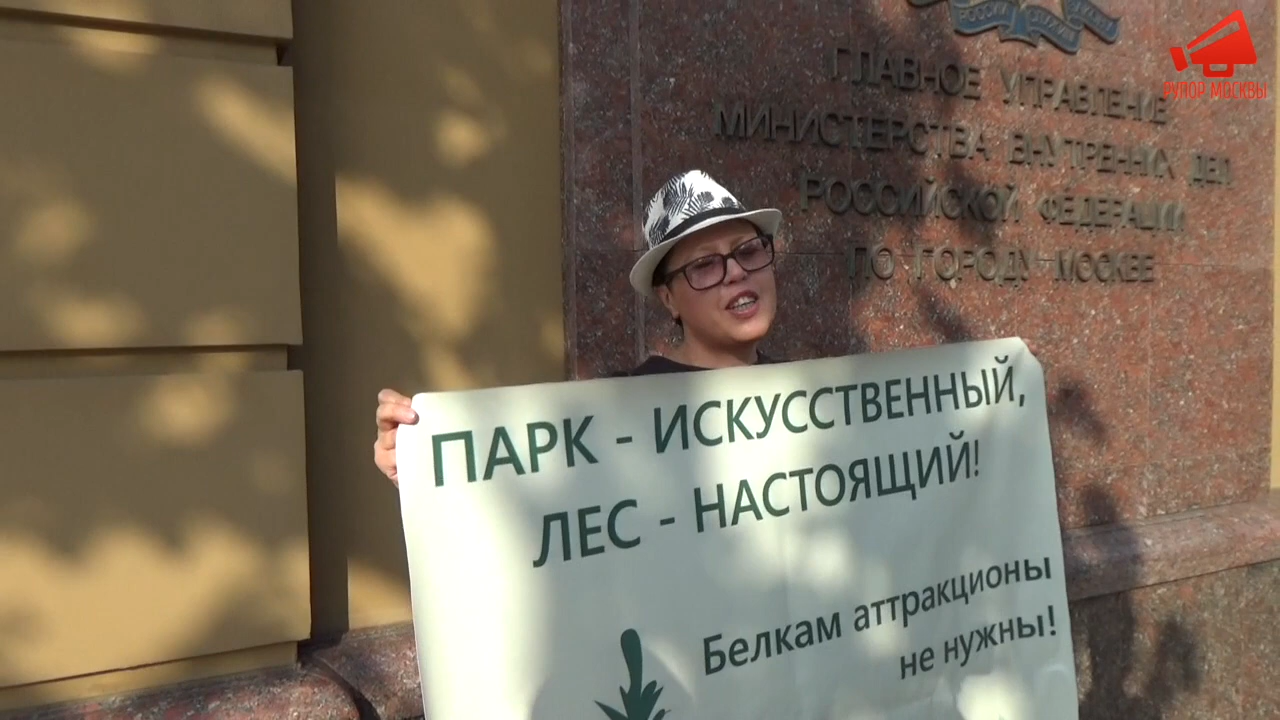 РОССИИ
РУПОР МОСКВЫ
ГЛАВНОЕ УПРАВЛЕНИЕ
МИНИСТЕРСТВА ВНУТРЕННИХ ДЕЛ
РОССИЙСКОЙ ФЕДЕРАЦИИ
ПО ГОРОДУ МОСКВЕ
ПАРК - ИСКУССТВЕННЫЙ,
ЛЕС - НАСТОЯЩИЙ!
Белкам аттракционы
не нужны!